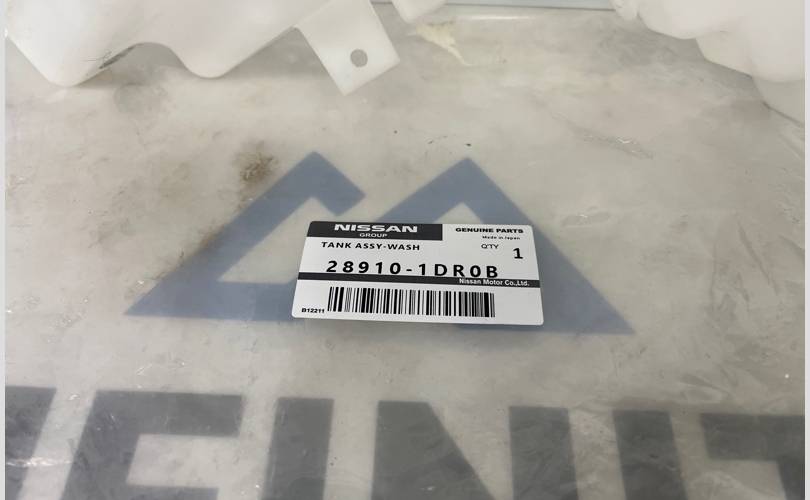 NISSAN
GROUP
GENUINE PARTS
Made in Japan
TANK ASSY-WASH
Q'TY 1
28910-1DR0B
Nissan Motor Co.,Ltd.
B12211
FINIT